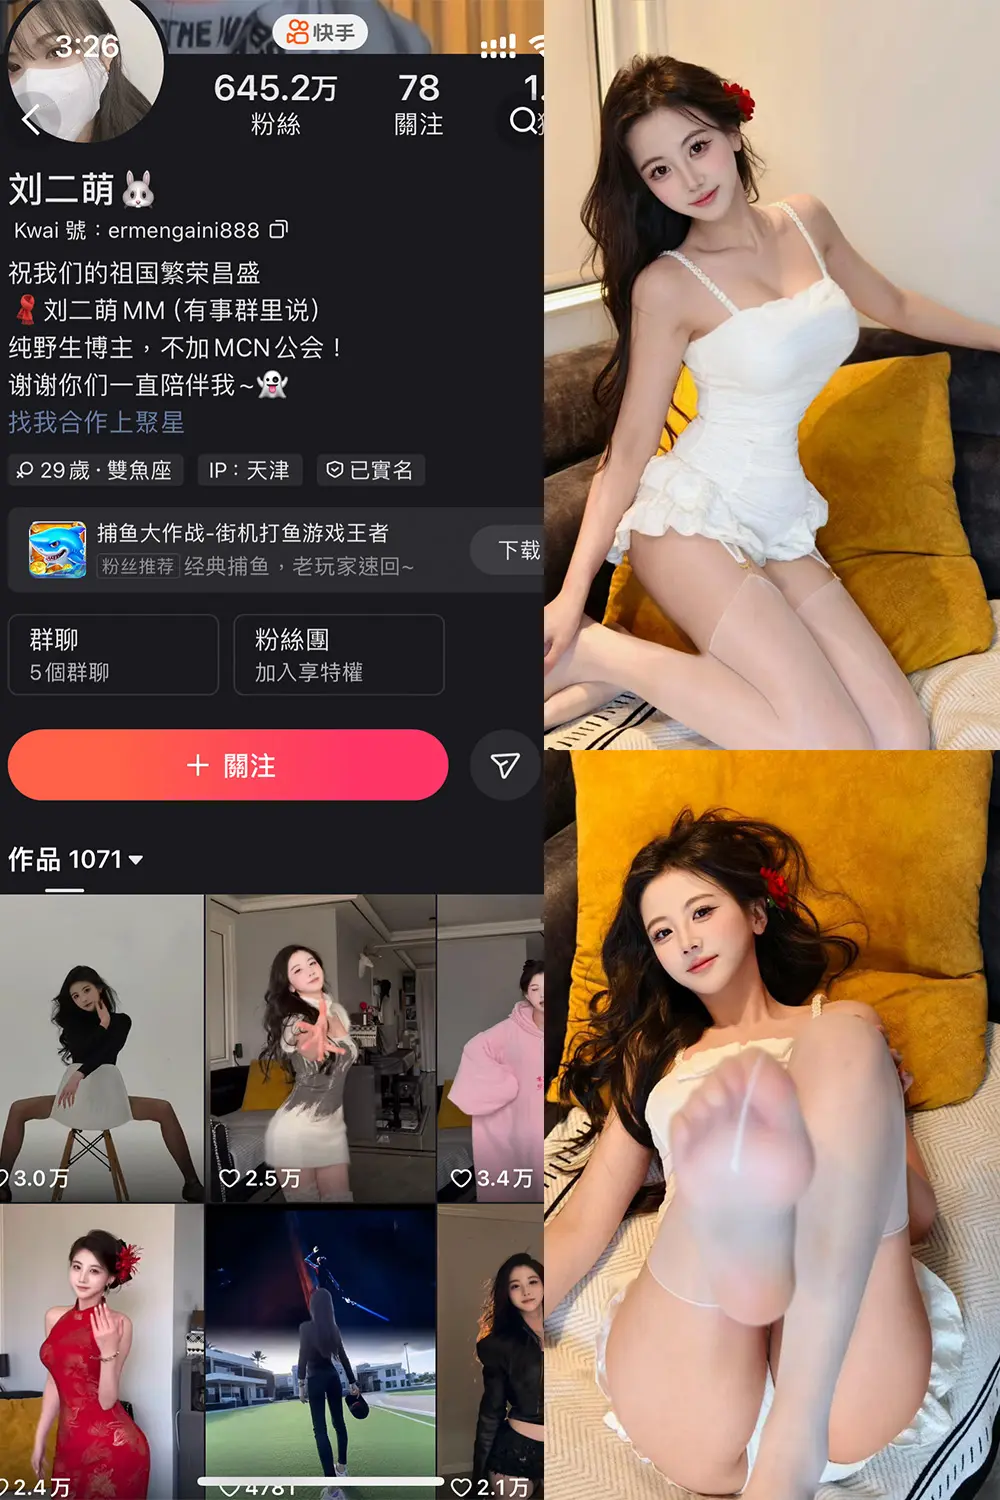 THE
快手
3:26
645.2万
78
1.
粉絲
關注
刘二萌
Kwai 號：ermengaini888
祝我们的祖国繁荣昌盛
刘二萌MM（有事群里说）
纯野生博主，不加MCN公会！
谢谢你们一直陪伴我~
找我合作上聚星
29歲·雙魚座
IP：天津
已實名
捕鱼大作战-街机打鱼游戏王者
粉丝推荐 经典捕鱼，老玩家速回~
下载
群聊
5個群聊
粉絲團
加入享特權
關注
作品 1071
3.0万
2.5万
3.4万
2.4万
4781
2.1万